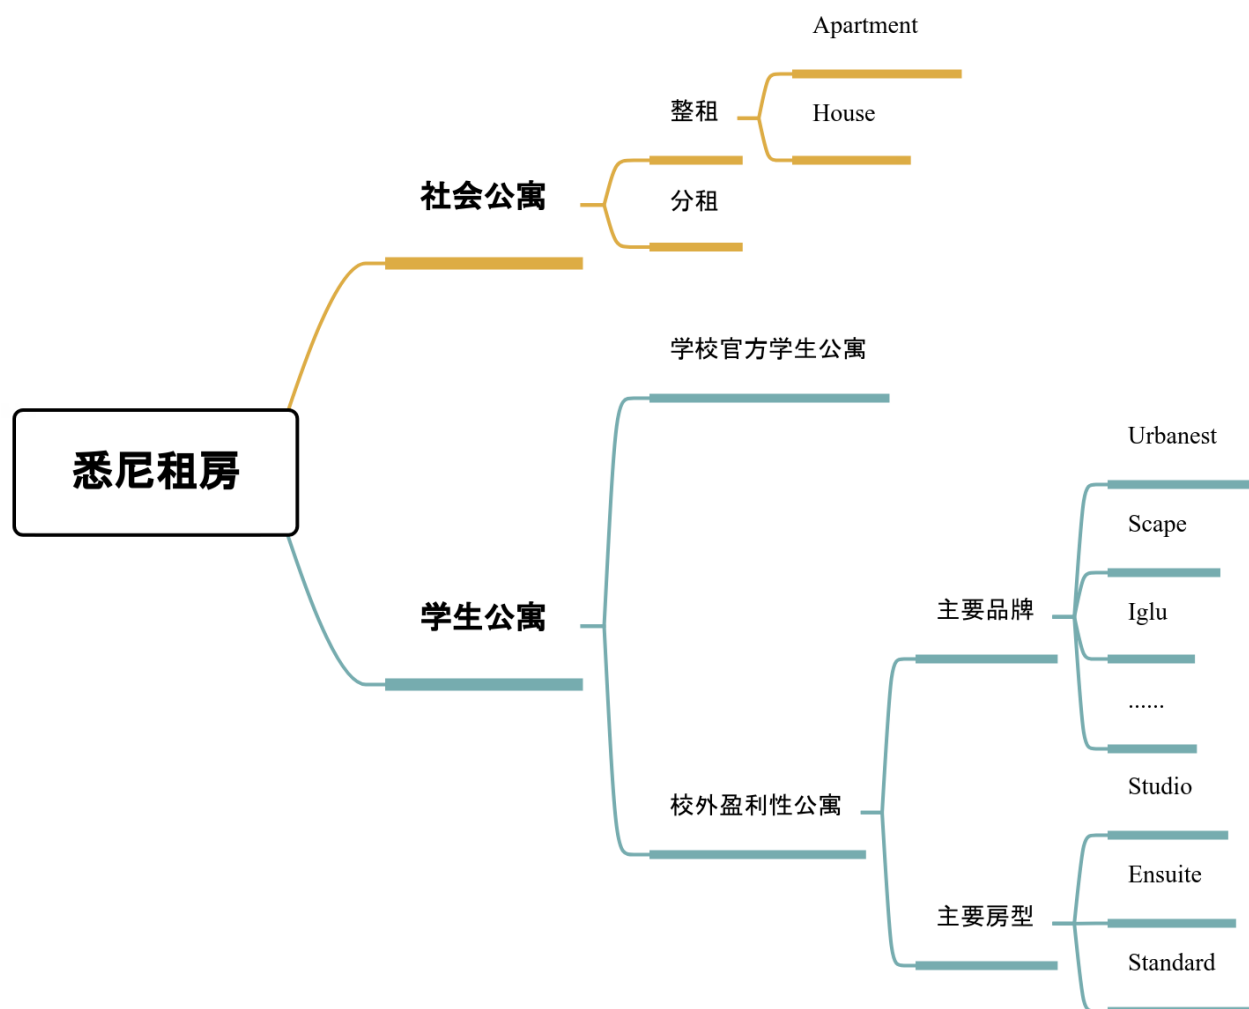 Apartment
整租
House
社会公寓
分租
学校官方学生公寓
Urbanest
悉尼租房
Scape
学生公寓
主要品牌
Iglu
......
Studio
校外盈利性公寓
Ensuite
主要房型
Standard